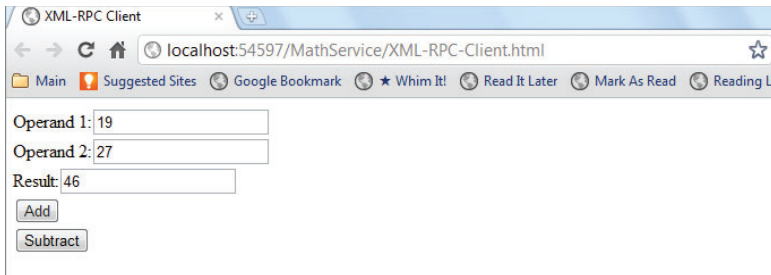 XML-RPC Client
localhost:54597/MathService/XML-RPC-Client.html
Main Suggested Sites Google Bookmark ★ Whim It! Read It Later Mark As Read Reading L
Operand 1: 19
Operand 2: 27
Result: 46
Add
Subtract